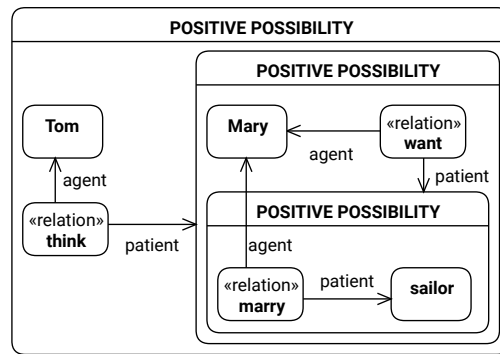 POSITIVE POSSIBILITY
POSITIVE POSSIBILITY
Tom
Mary
«relation»
want
agent
agent
patient
«relation»
think
patient
POSITIVE POSSIBILITY
agent
«relation»
marry
patient
sailor